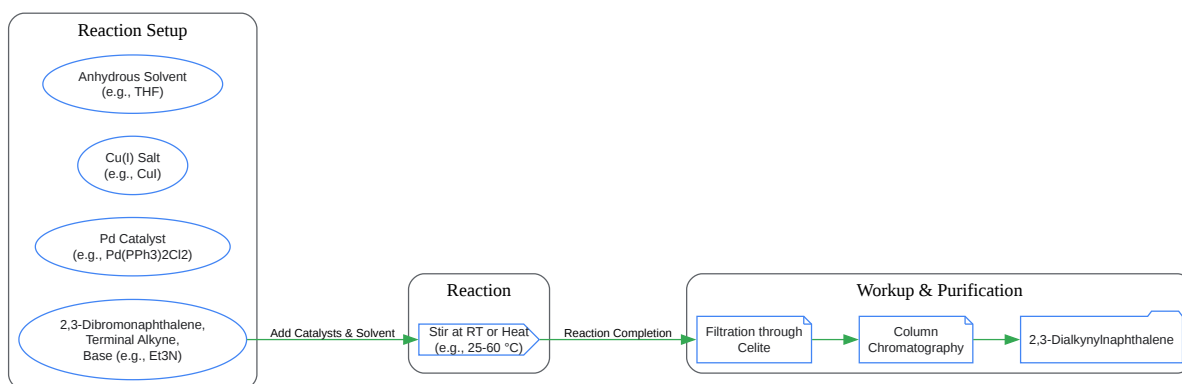 Reaction Setup
Anhydrous Solvent
(e.g., THF)
Cu(I) Salt
(e.g., CuI)
Pd Catalyst
(e.g., Pd(PPh3)2Cl2)
2,3-Dibromonaphthalene,
Terminal Alkyne,
Base (e.g., Et3N)
Add Catalysts & Solvent
Reaction
Stir at RT or Heat
(e.g., 25-60 °C)
Reaction Completion
Workup & Purification
Filtration through
Celite
Column
Chromatography
2,3-Dialkynylnaphthalene